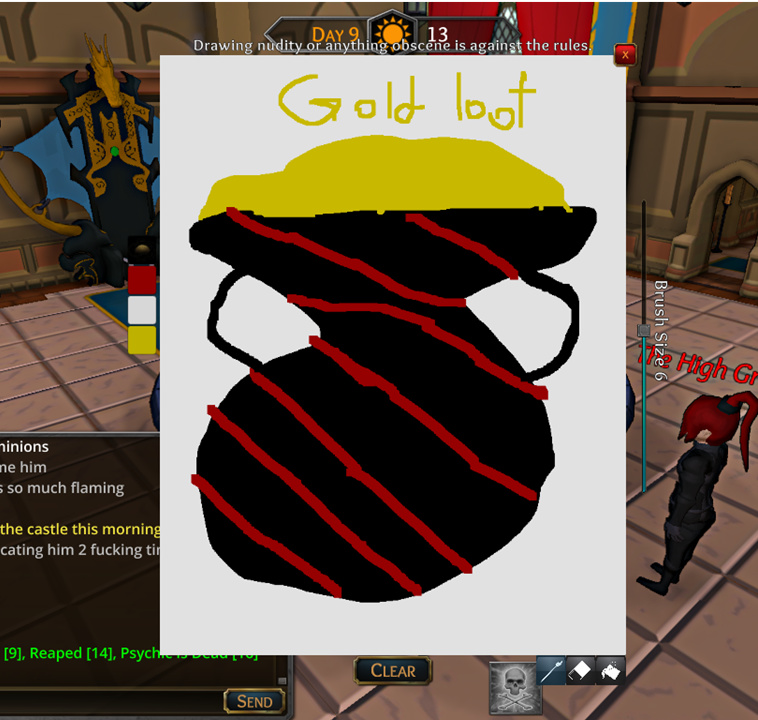 DAY 9 13
Drawing nudity or anything obscene is against the rules.
X
Gold loot
Brush Size 6
The High Gr
minions
me him
s so much flaming
the castle this morning
cating him 2 fucking ti
[9], Reaped [14], Psychic is Dead [16]
CLEAR
SEND